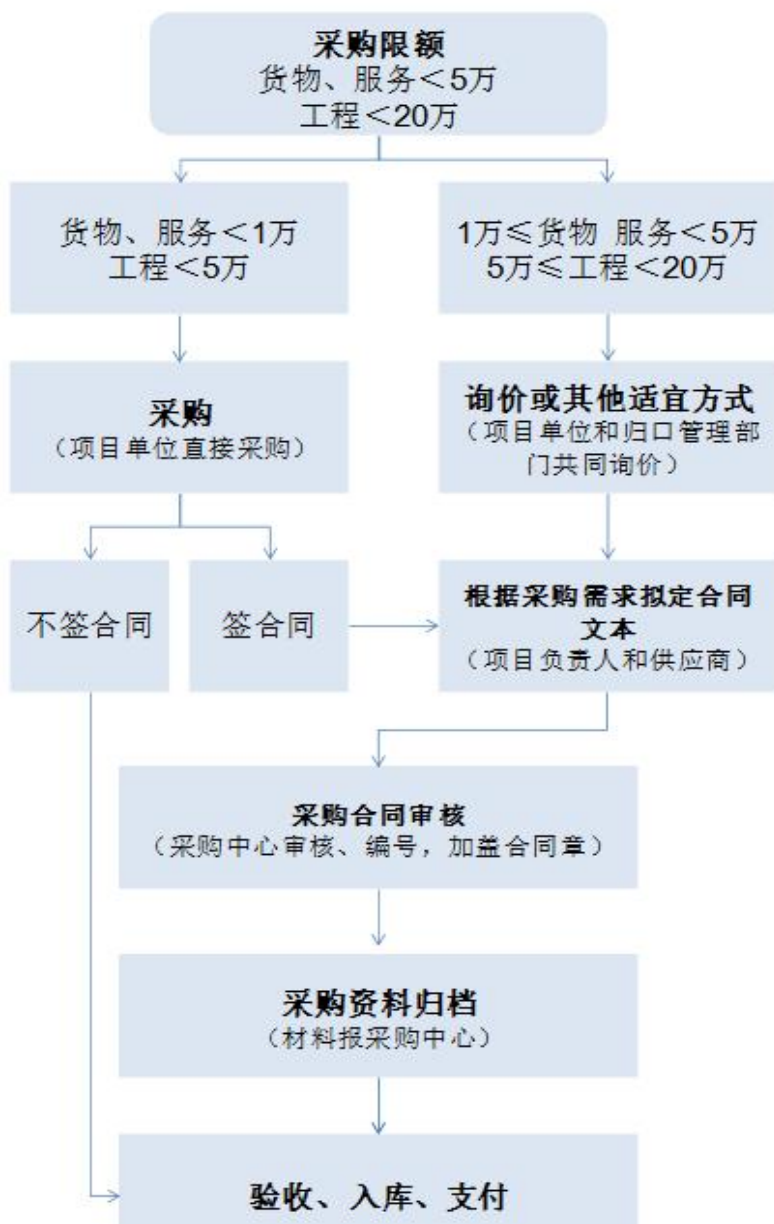 采购限额
货物、服务＜5万
工程＜20万
货物、服务＜1万
工程＜5万
1万≤货物 服务＜5万
5万≤工程＜20万
采购
（项目单位直接采购）
询价或其他适宜方式
（项目单位和归口管理部
门共同询价）
不签合同
签合同
根据采购需求拟定合同
文本
（项目负责人和供应商）
采购合同审核
（采购中心审核、编号，加盖合同章）
采购资料归档
（材料报采购中心）
验收、入库、支付